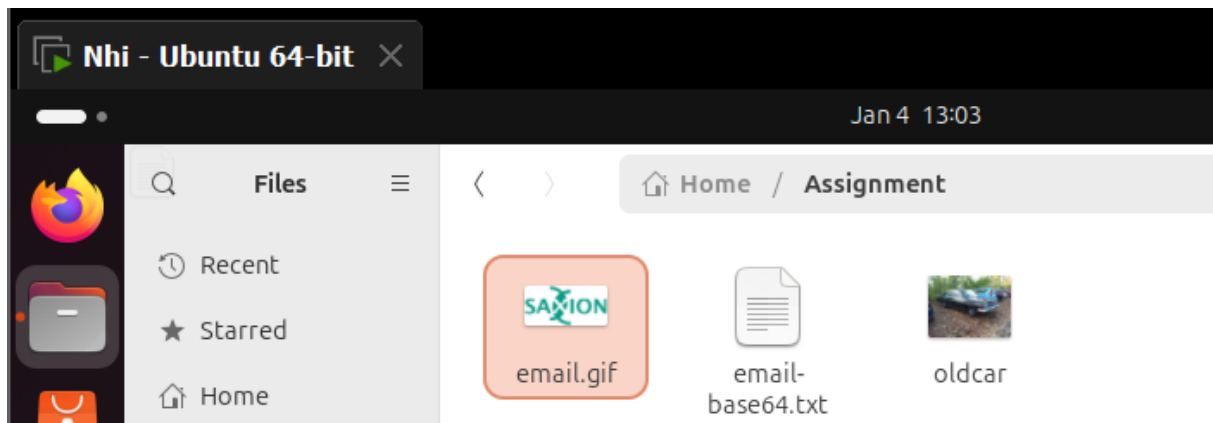 Nhi - Ubuntu 64-bit
Jan 4 13:03
Files
Home / Assignment
Recent
Starred
Home
SAXION
email.gif
email-
base64.txt
oldcar